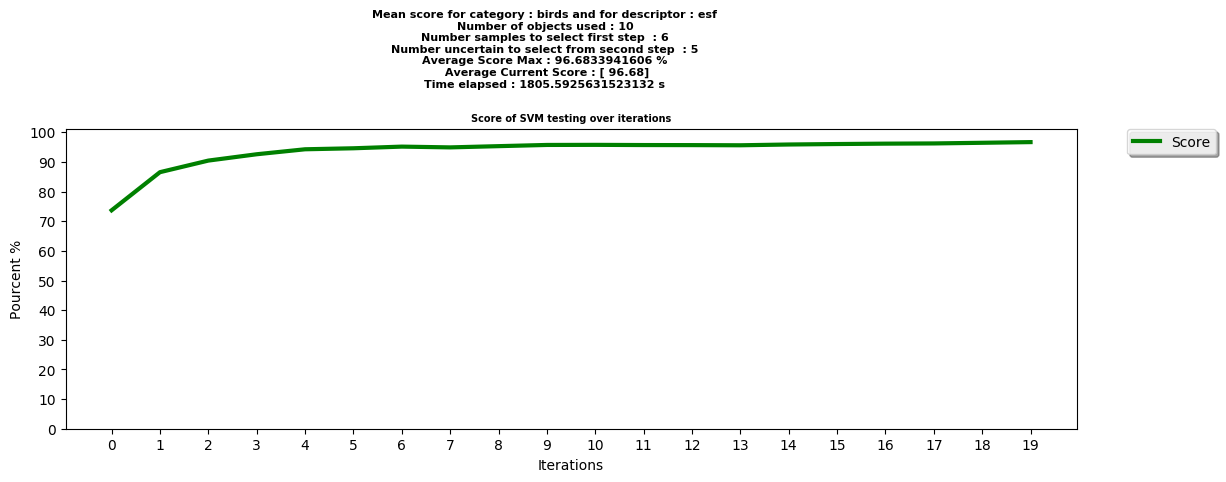 Mean score for category : birds and for descriptor : esf
Number of objects used : 10
Number samples to select first step  : 6
Number uncertain to select from second step  : 5
Average Score Max : 96.6833941606 %
Average Current Score : [ 96.68]
Time elapsed : 1805.5925631523132 s
Score of SVM testing over iterations
100
90
80
70
60
50
40
30
20
10
0
Pourcent %
0 1 2 3 4 5 6 7 8 9 10 11 12 13 14 15 16 17 18 19
Iterations
Score